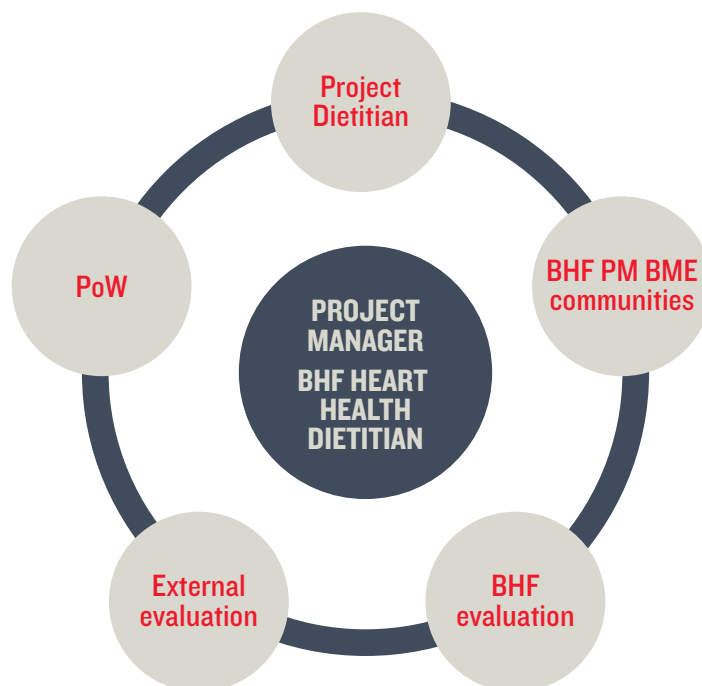 Project
Dietitian
PoW
BHF PM BME
communities
PROJECT
MANAGER
BHF HEART
HEALTH
DIETITIAN
External
evaluation
BHF
evaluation